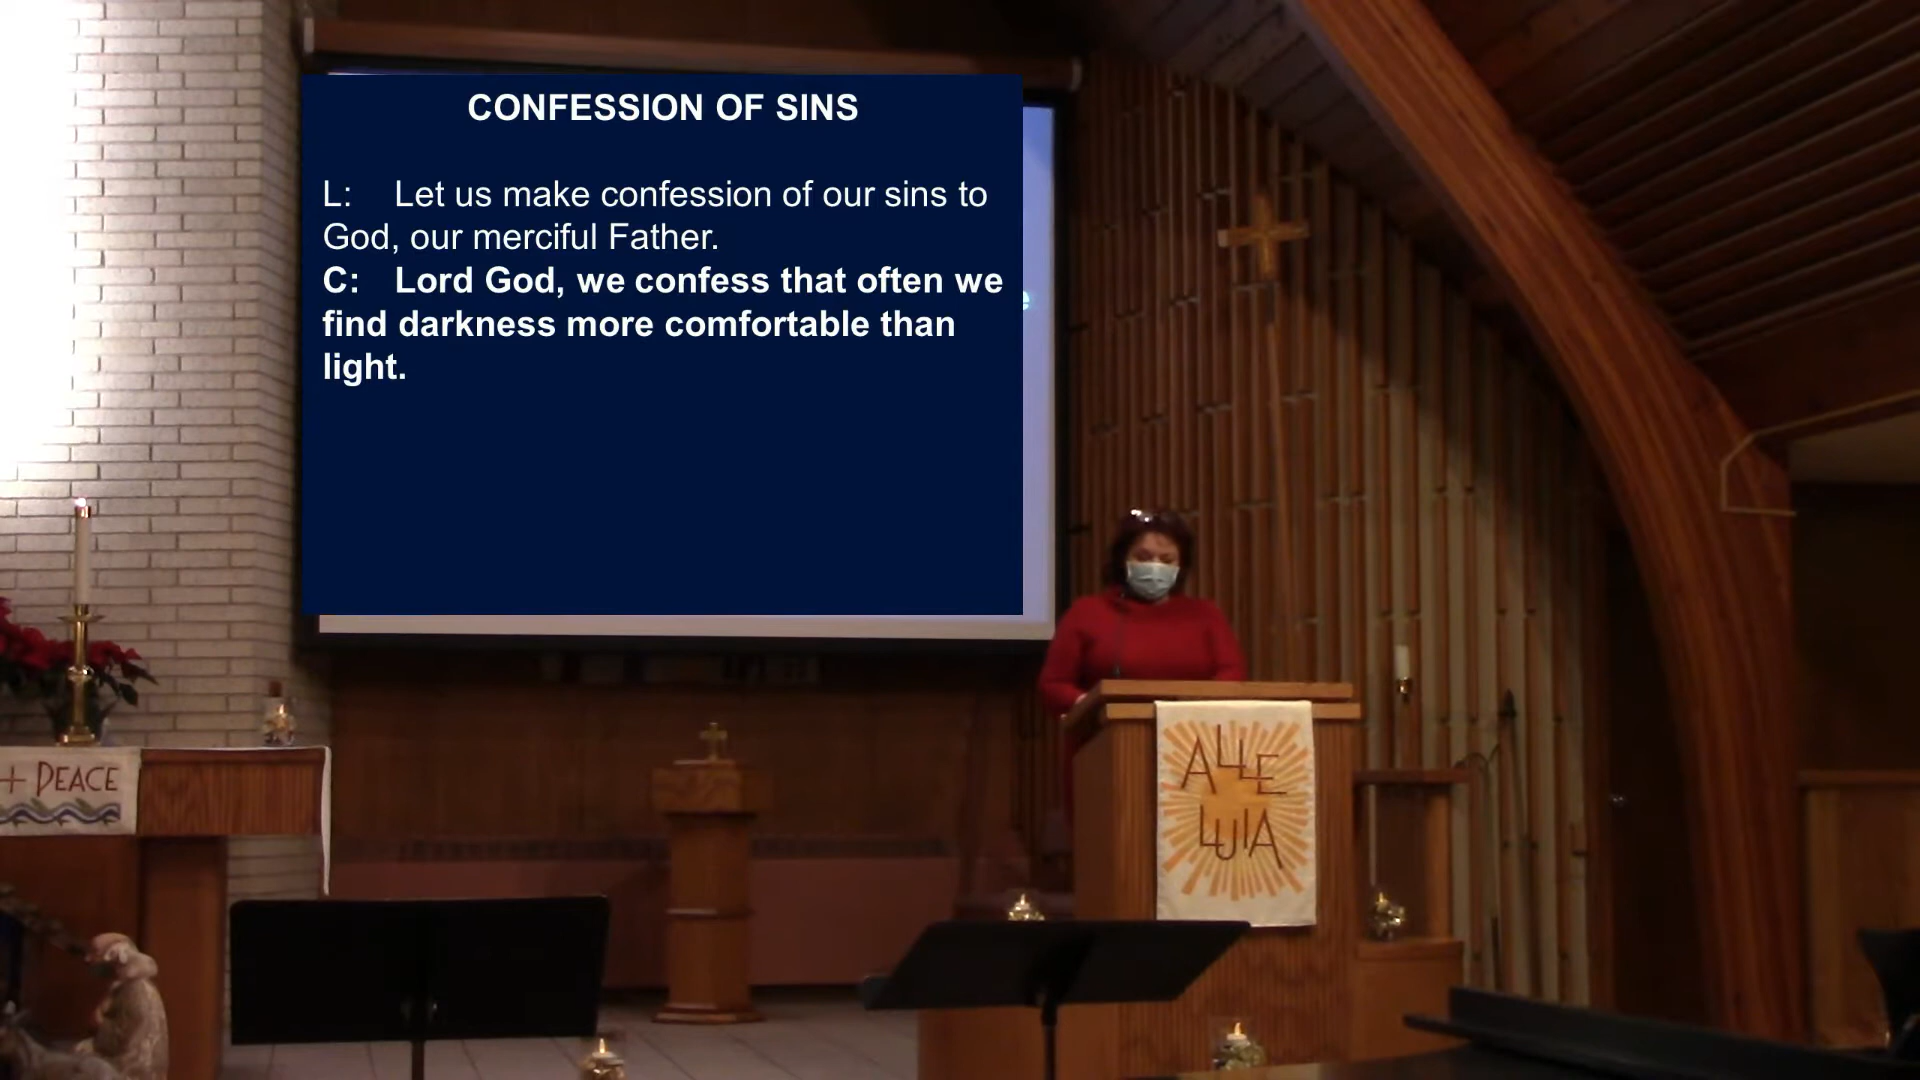 CONFESSION OF SINS
L: Let us make confession of our sins to
God, our merciful Father.
C: Lord God, we confess that often we
find darkness more comfortable than
light.
e
+ PEACE
ALLE
LUIA